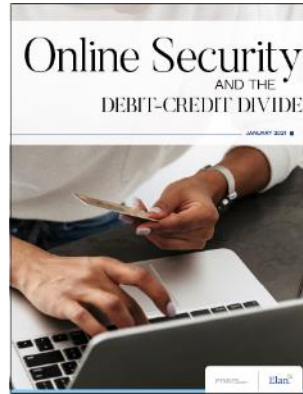 Online Security
AND THE
DEBIT-CREDIT DIVIDE
JANUARY 2021
Elan